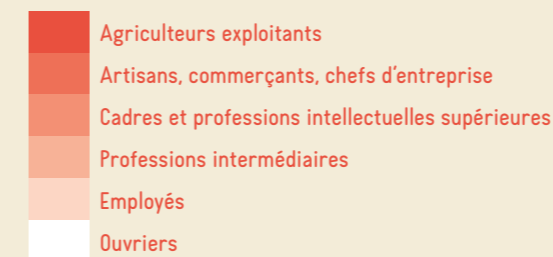 Agriculteurs exploitants
Artisans, commerçants, chefs d’entreprise
Cadres et professions intellectuelles supérieures
Professions intermédiaires
Employés
Ouvriers